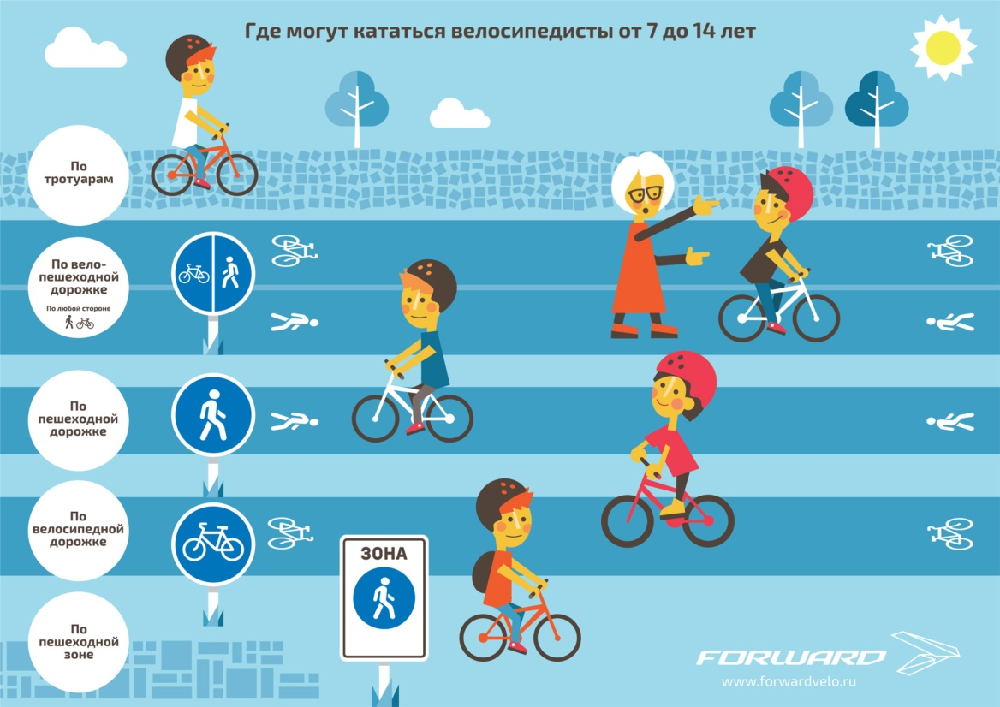 Где могут кататься велосипедисты от 7 до 14 лет
По
тротуарам
По вело-
пешеходной
дорожке
По любой стороне
По
пешеходной
дорожке
По
велосипедной
дорожке
ЗОНА
По
пешеходной
зоне
FORWARD
www.forwardvelo.ru